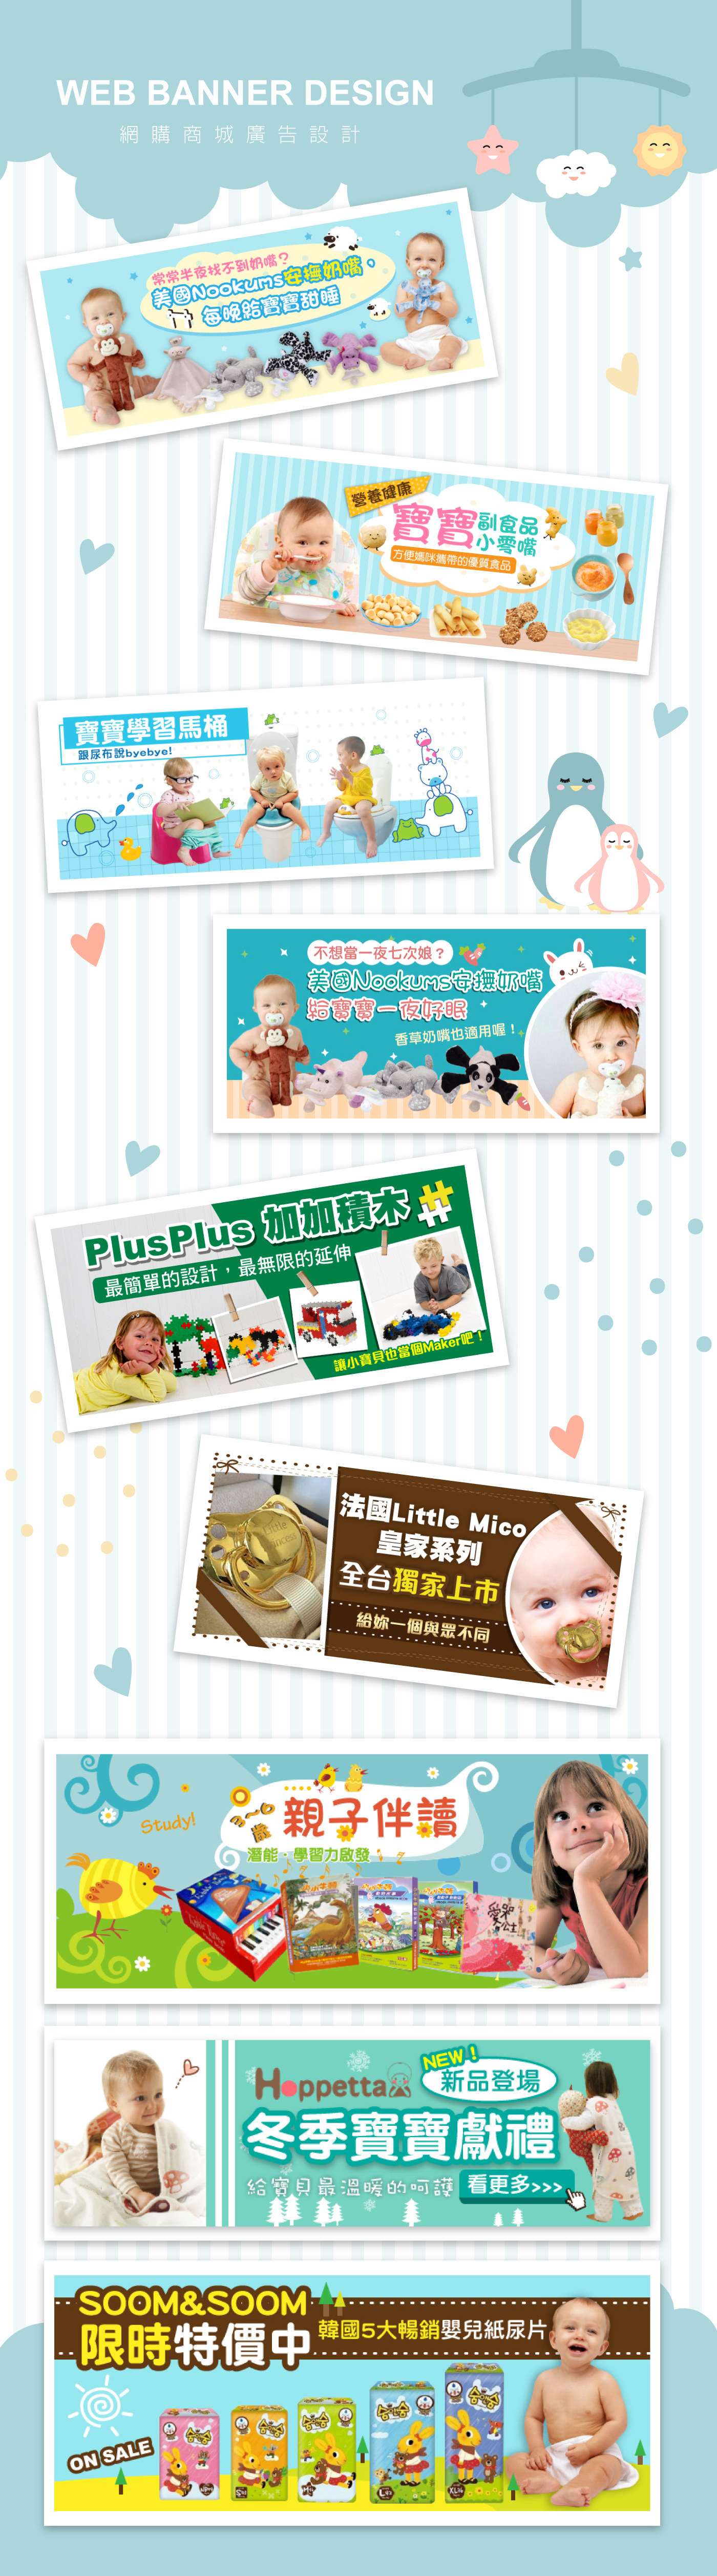 WEB BANNER DESIGN
網購商城廣告設計
常常半夜找不到奶嘴？
美國Nookums安撫奶嘴，
每晚給寶寶甜睡
營養健康
寶寶副食品
小零嘴
方便媽咪攜帶的優質食品
寶寶學習馬桶
跟尿布說byebye!
不想當一夜七次娘？
美國Nookums安撫奶嘴
給寶寶一夜好眠
香草奶嘴也適用喔！
PlusPlus 加加積木
最簡單的設計，最無限的延伸
讓小寶貝也當個Maker吧！
Little
Princess
法國Little Mico
皇家系列
全台獨家上市
給妳一個與眾不同
Study!
3~6歲
親子伴讀
潛能．學習力啟發
愛哭公主
Hoppetta
NEW！
新品登場
冬季寶寶獻禮
給寶貝最溫暖的呵護
看更多>>>
SOOM&SOOM
限時特價中
韓國5大暢銷嬰兒紙尿片
ON SALE